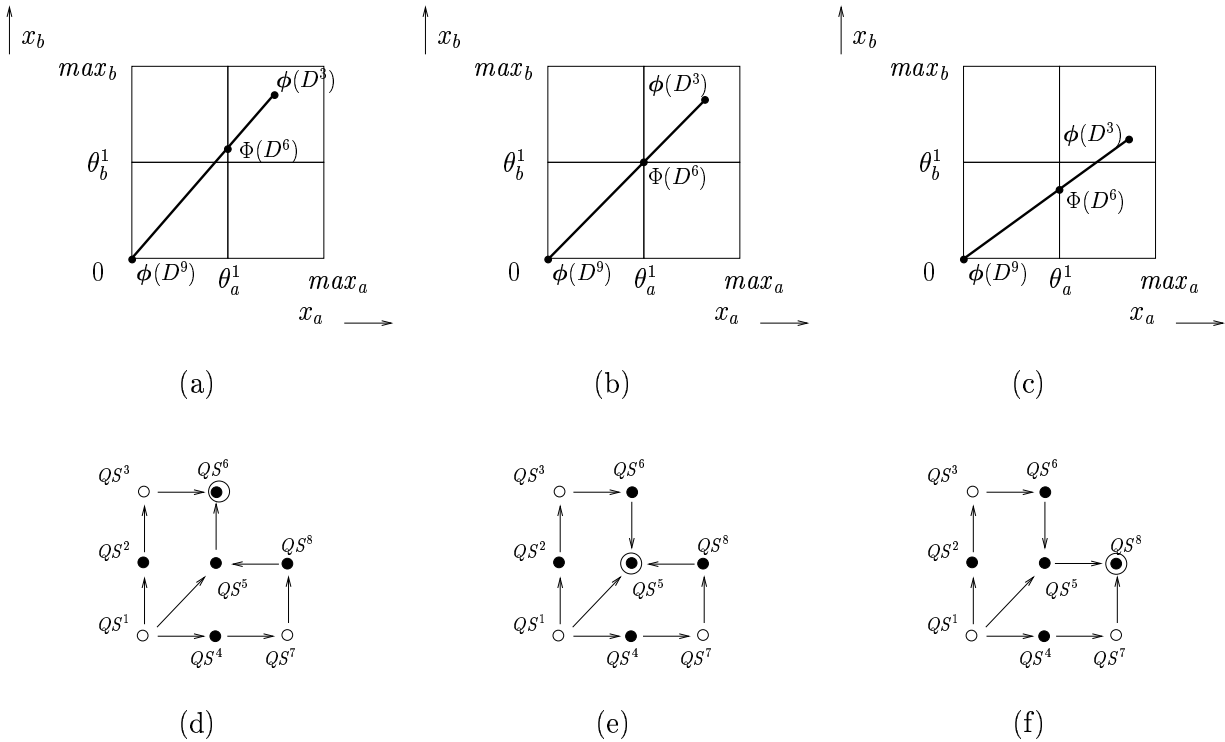 x_b
max_b
ϕ(D^3)
Φ(D^6)
θ_b^1
0
ϕ(D^9)
θ_a^1
max_a
x_a
(a)
x_b
max_b
ϕ(D^3)
θ_b^1
Φ(D^6)
0
ϕ(D^9)
θ_a^1
max_a
x_a
(b)
x_b
max_b
ϕ(D^3)
θ_b^1
Φ(D^6)
0
ϕ(D^9)
θ_a^1
max_a
x_a
(c)
QS^3
QS^6
QS^2
QS^8
QS^5
QS^1
QS^4
QS^7
(d)
QS^3
QS^6
QS^2
QS^8
QS^5
QS^1
QS^4
QS^7
(e)
QS^3
QS^6
QS^2
QS^8
QS^5
QS^1
QS^4
QS^7
(f)